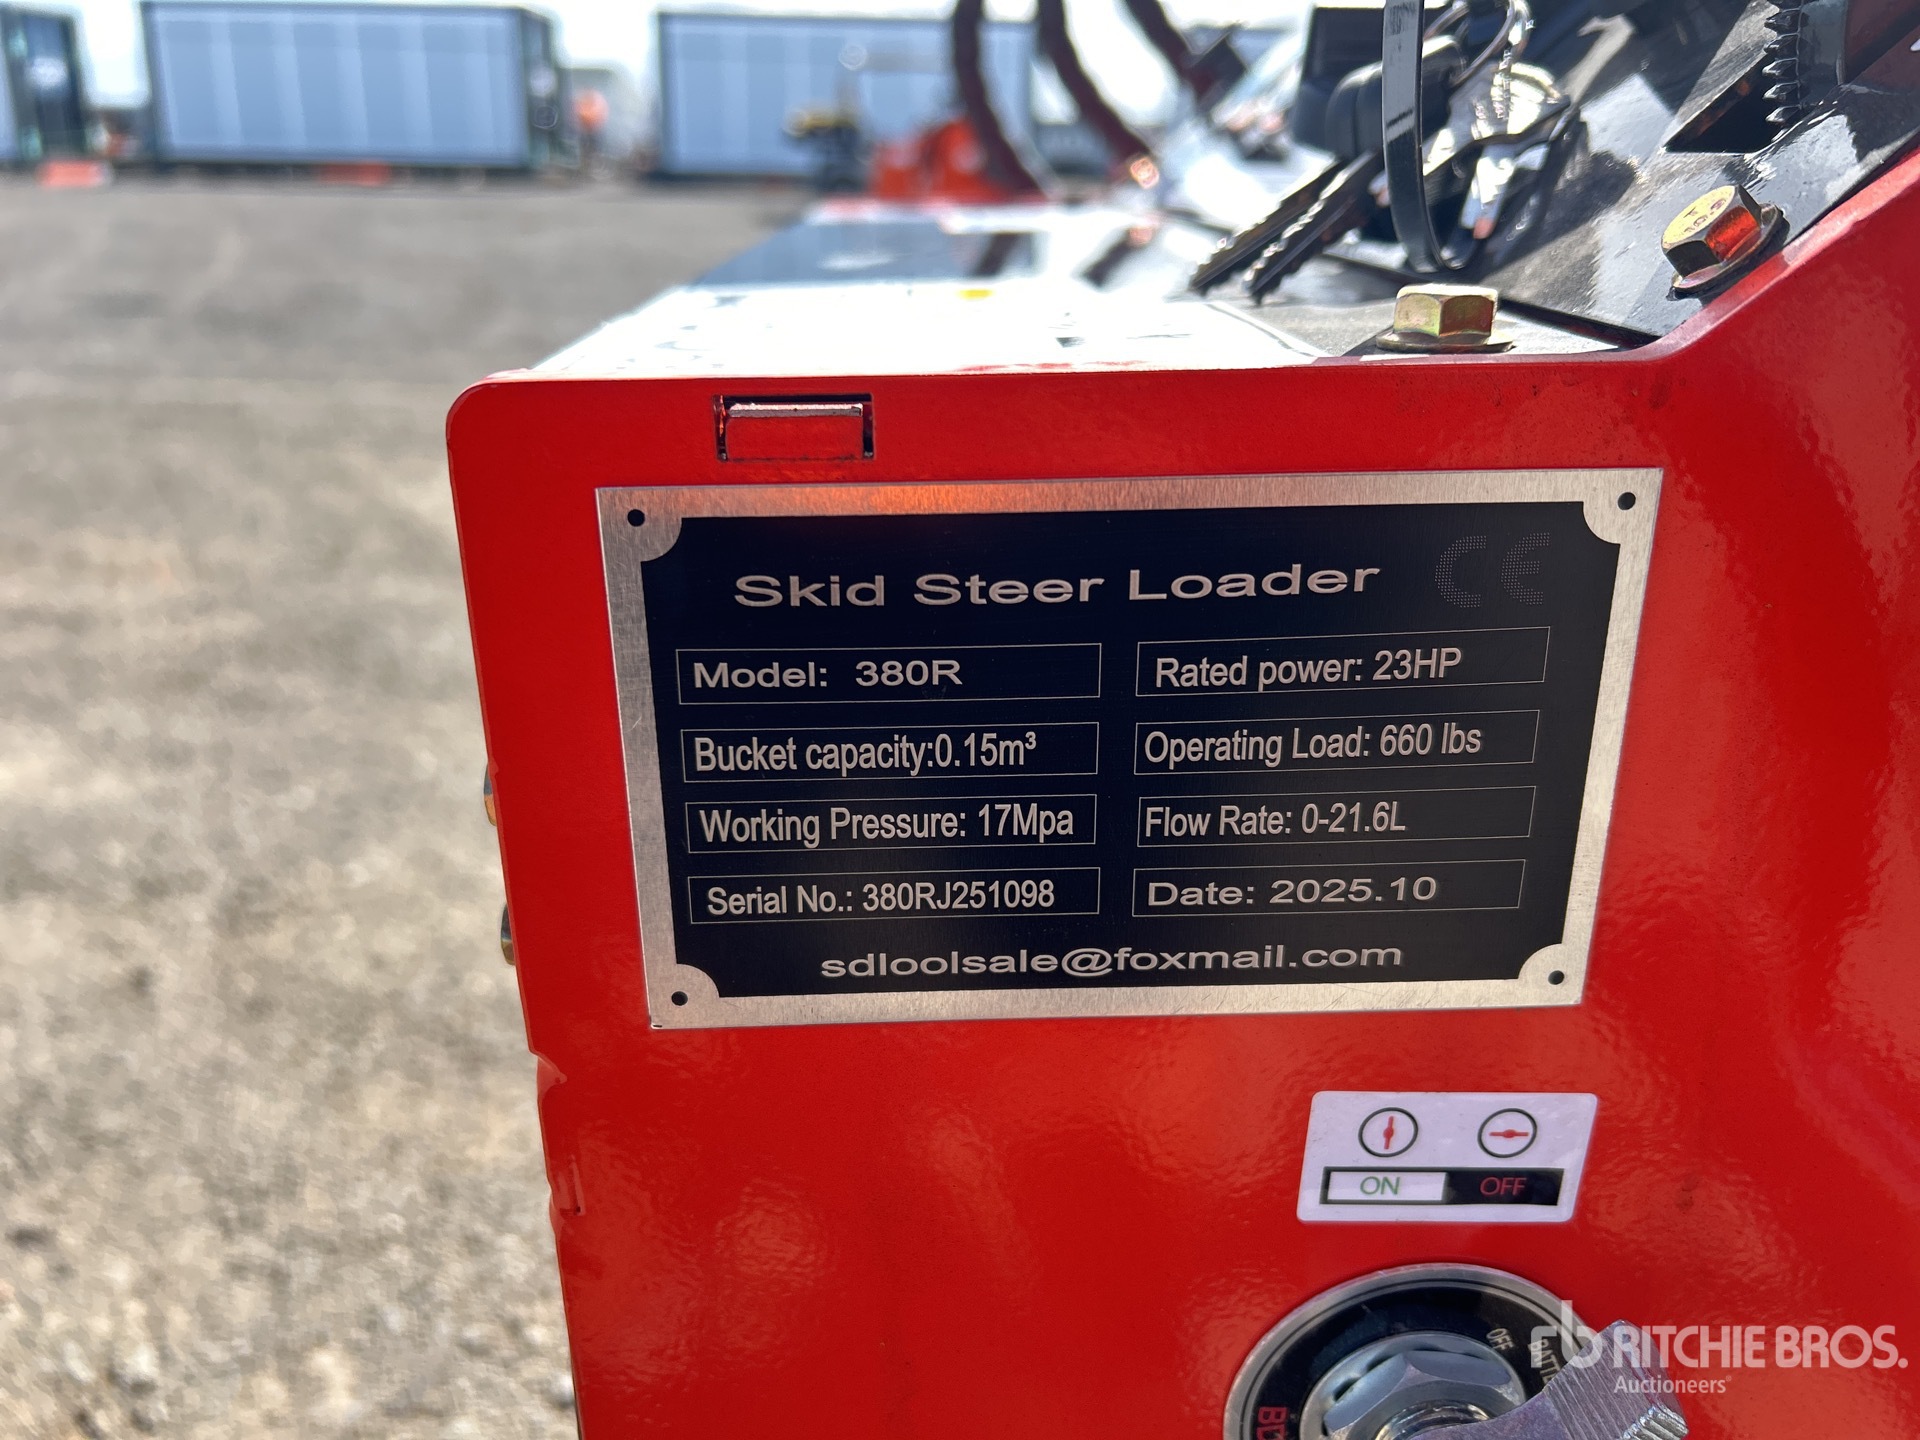 Skid Steer Loader CE
Model: 380R
Rated power: 23HP
Bucket capacity:0.15m³
Operating Load: 660 lbs
Working Pressure: 17Mpa
Flow Rate: 0-21.6L
Serial No.: 380RJ251098
Date: 2025.10
sdloolsale@foxmail.com
ON OFF
OFF
rb RITCHIE BROS.
Auctioneers